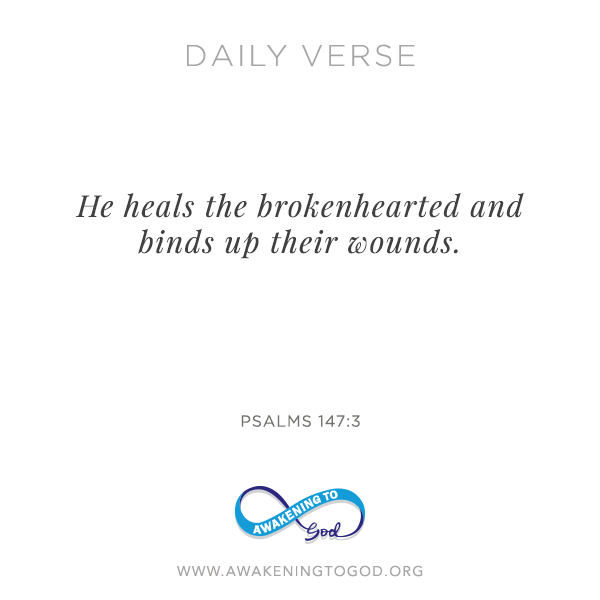 DAILY VERSE
He heals the brokenhearted and
binds up their wounds.
PSALMS 147:3
AWAKENING TO
God
WWW.AWAKENINGTOGOD.ORG